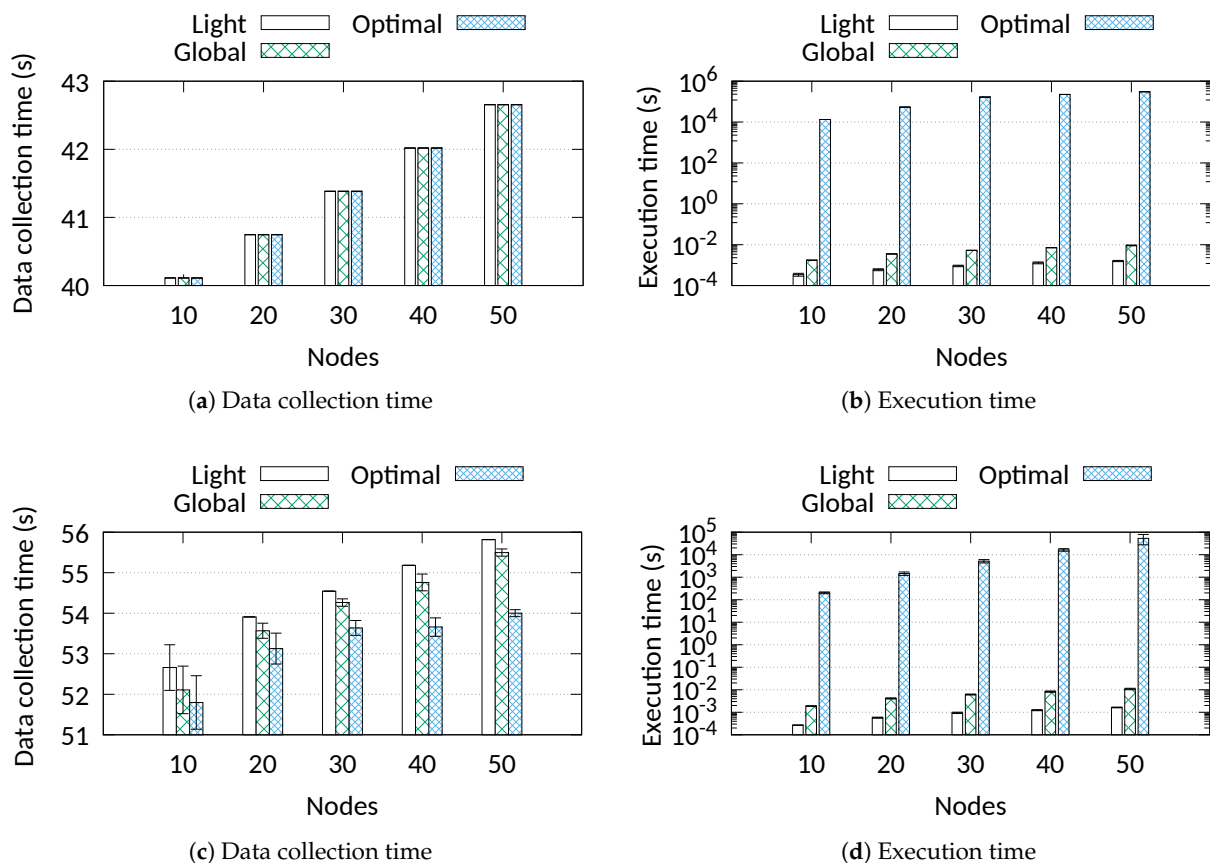 Light Optimal
Global
Data collection time (s)
43
42
41
40
10 20 30 40 50
Nodes
(a) Data collection time
Light Optimal
Global
Execution time (s)
10^6
10^4
10^2
10^0
10^-2
10^-4
10 20 30 40 50
Nodes
(b) Execution time
Light Optimal
Global
Data collection time (s)
56
55
54
53
52
51
10 20 30 40 50
Nodes
(c) Data collection time
Light Optimal
Global
Execution time (s)
10^5
10^4
10^3
10^2
10^1
10^0
10^-1
10^-2
10^-3
10^-4
10 20 30 40 50
Nodes
(d) Execution time